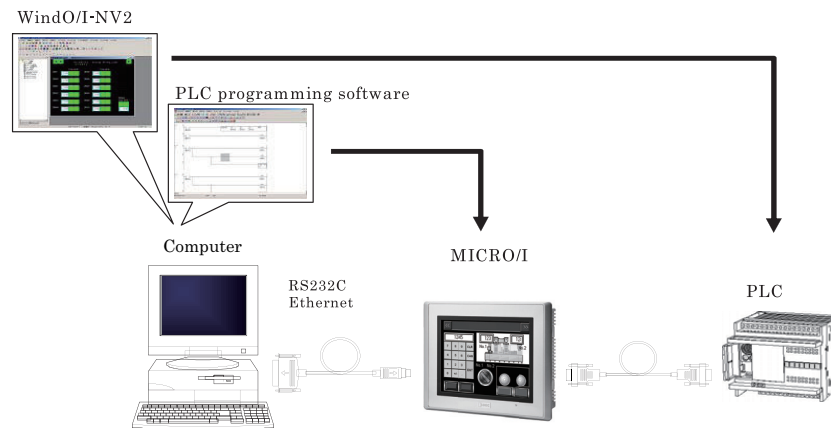 WindO/I-NV2
PLC programming software
Computer
MICRO/I
RS232C
Ethernet
PLC